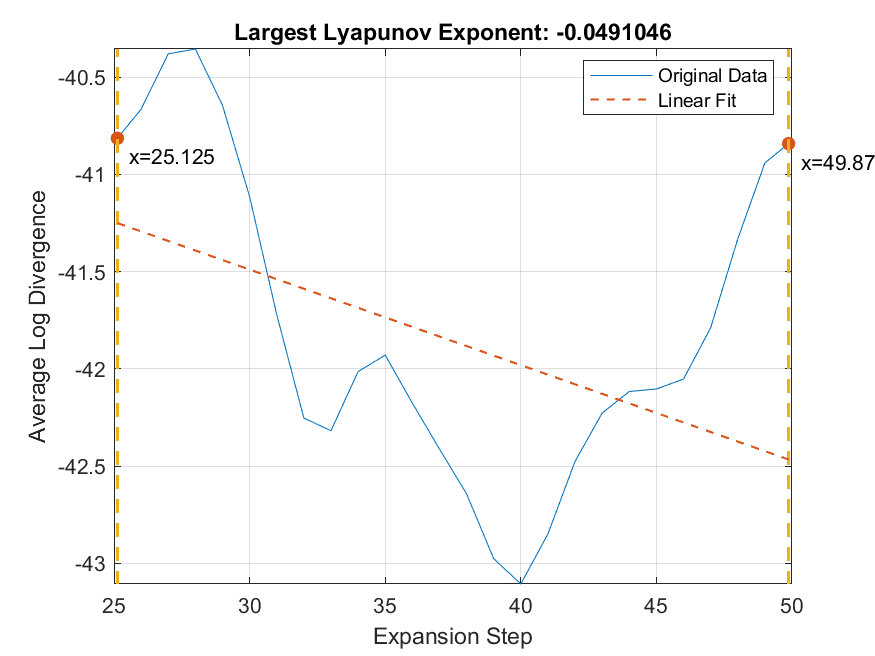 Largest Lyapunov Exponent: -0.0491046
Original Data
Linear Fit
x=25.125
x=49.87
-40.5
-41
-41.5
-42
-42.5
-43
Average Log Divergence
25 30 35 40 45 50
Expansion Step